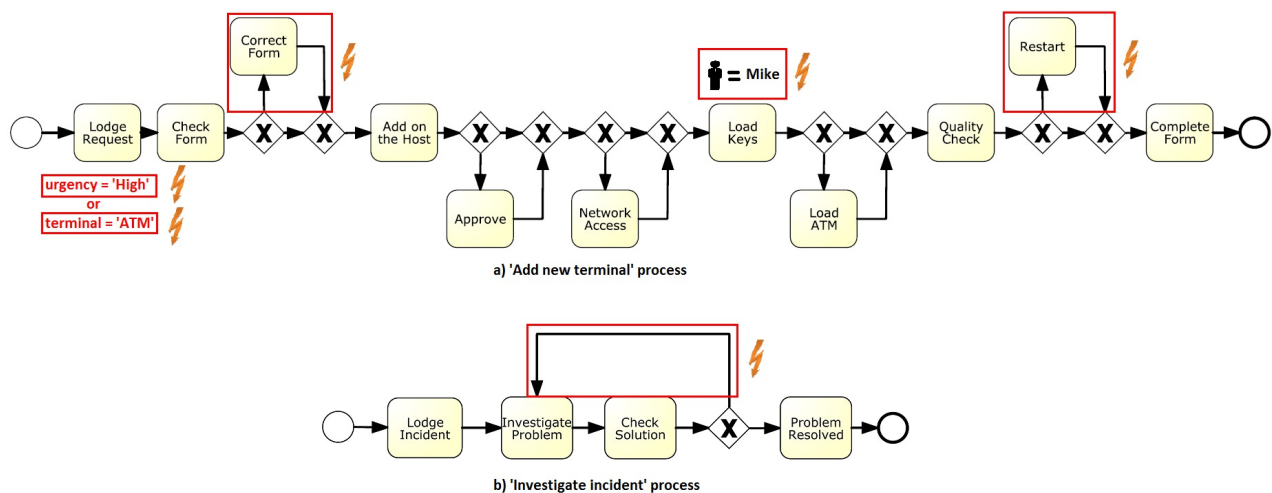 Correct
Form
Restart
= Mike
Lodge
Request
Check
Form
X
X
Add on
the Host
X
X
X
X
Load
Keys
X
X
Quality
Check
X
X
Complete
Form
urgency = 'High'
or
terminal = 'ATM'
Approve
Network
Access
Load
ATM
a) 'Add new terminal' process
Lodge
Incident
Investigate
Problem
Check
Solution
X
Problem
Resolved
b) 'Investigate incident' process